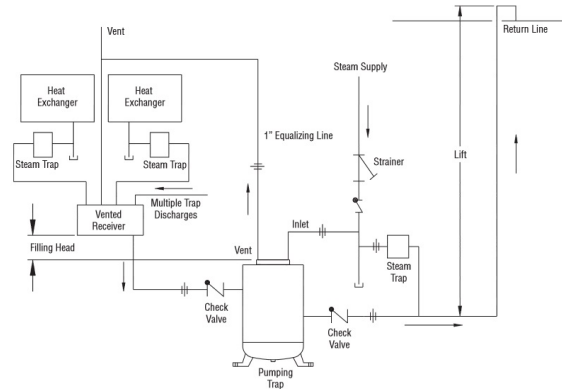 Vent
Return Line
Steam Supply
Heat
Exchanger
Heat
Exchanger
1" Equalizing Line
Strainer
Lift
Steam Trap
Steam Trap
Multiple Trap
Discharges
Vented
Receiver
Filling Head
Vent
Inlet
Steam
Trap
Check
Valve
Check
Valve
Pumping
Trap